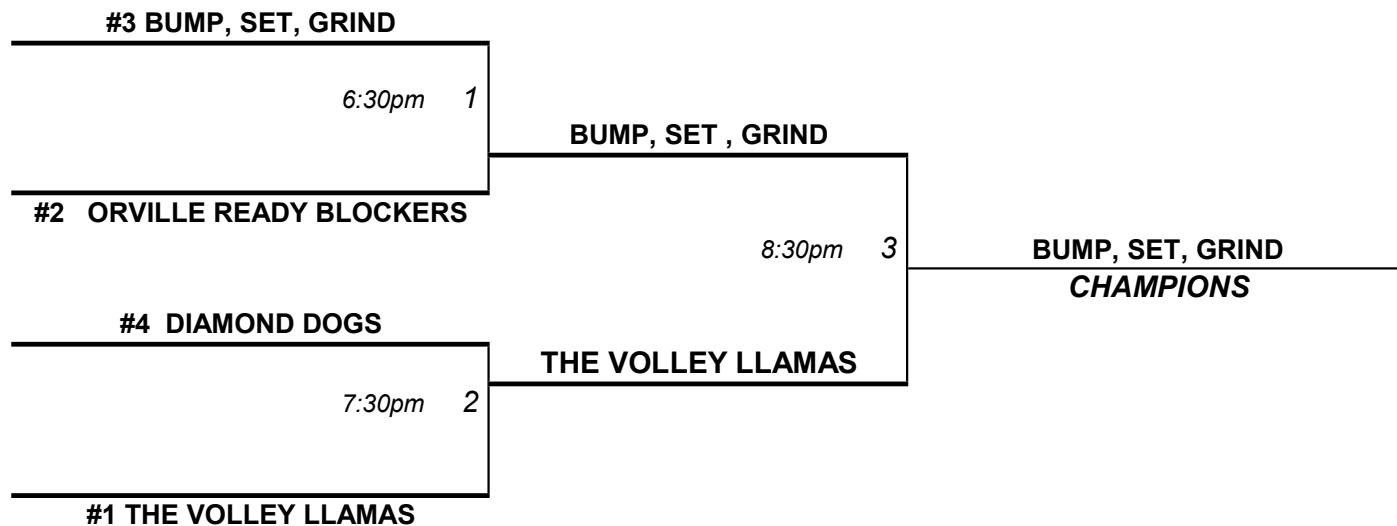 #3 BUMP, SET, GRIND
6:30pm 1
BUMP, SET , GRIND
#2 ORVILLE READY BLOCKERS
8:30pm 3
BUMP, SET, GRIND
CHAMPIONS
#4 DIAMOND DOGS
THE VOLLEY LLAMAS
7:30pm 2
#1 THE VOLLEY LLAMAS